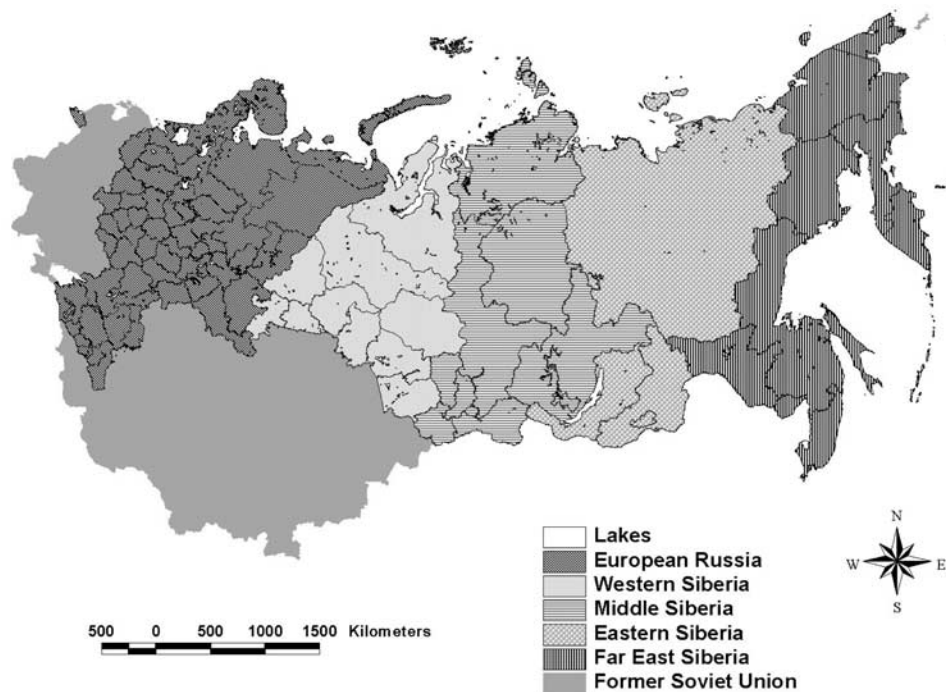 Lakes
European Russia
Western Siberia
Middle Siberia
Eastern Siberia
Far East Siberia
Former Soviet Union
N
W E
S
500 0 500 1000 1500 Kilometers